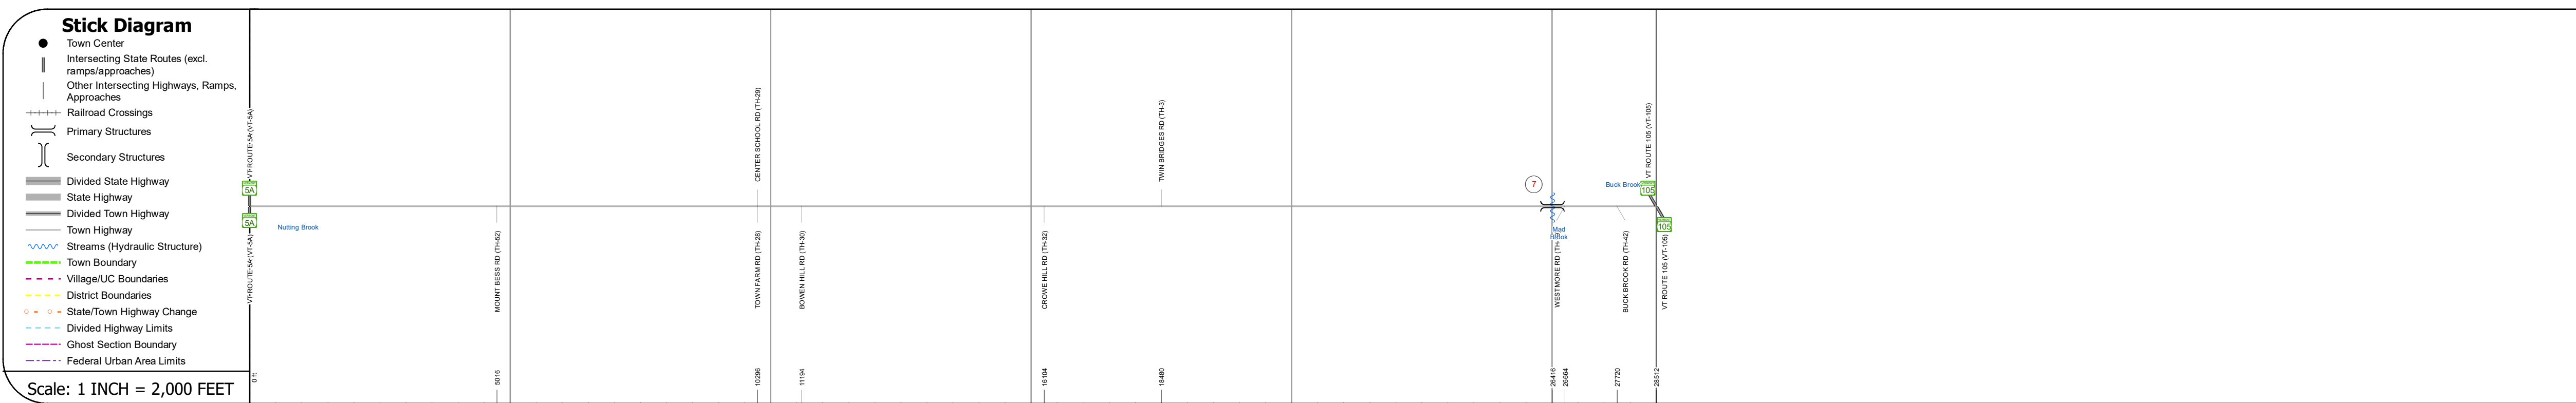 Stick Diagram
Town Center
Intersecting State Routes (excl.
ramps/approaches)
Other Intersecting Highways, Ramps,
Approaches
Railroad Crossings
Primary Structures
Secondary Structures
Divided State Highway
State Highway
Divided Town Highway
Town Highway
Streams (Hydraulic Structure)
Town Boundary
Village/UC Boundaries
District Boundaries
State/Town Highway Change
Divided Highway Limits
Ghost Section Boundary
Federal Urban Area Limits
Scale: 1 INCH = 2,000 FEET
VT ROUTE 5A (VT-5A)
5A
5A
VT ROUTE 5A (VT-5A)
0 ft
Nutting Brook
MOUNT BESS RD (TH-52)
5016
CENTER SCHOOL RD (TH-29)
TOWN FARM RD (TH-28)
10296
BOWEN HILL RD (TH-30)
11194
CROWE HILL RD (TH-32)
16104
TWIN BRIDGES RD (TH-3)
18480
7
Mad
Brook
WESTMORE RD
26416
26664
Buck Brook
BUCK BROOK RD (TH-42)
27720
VT ROUTE 105 (VT-105)
105
105
VT ROUTE 105 (VT-105)
28512